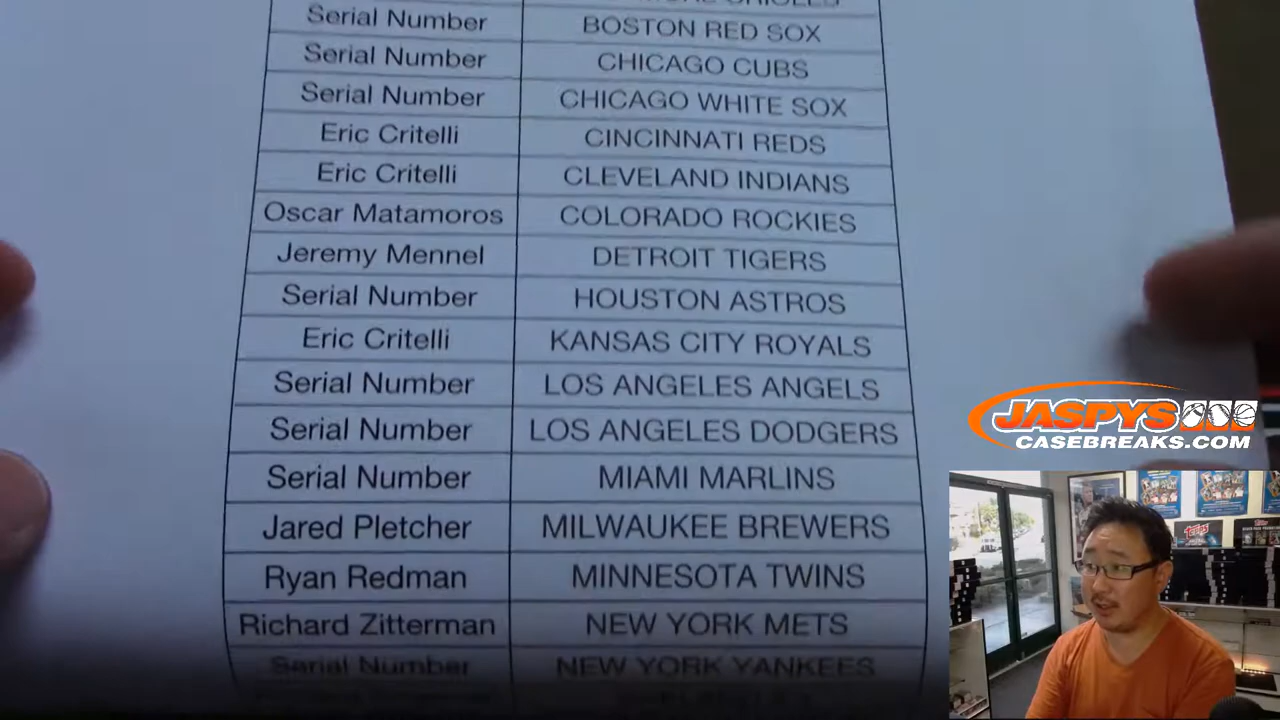 Serial Number BOSTON RED SOX
Serial Number CHICAGO CUBS
Serial Number CHICAGO WHITE SOX
Eric Critelli CINCINNATI REDS
Eric Critelli CLEVELAND INDIANS
Oscar Matamoros COLORADO ROCKIES
Jeremy Mennel DETROIT TIGERS
Serial Number HOUSTON ASTROS
Eric Critelli KANSAS CITY ROYALS
Serial Number LOS ANGELES ANGELS
Serial Number LOS ANGELES DODGERS
Serial Number MIAMI MARLINS
Jared Pletcher MILWAUKEE BREWERS
Ryan Redman MINNESOTA TWINS
Richard Zitterman NEW YORK METS
Serial Number NEW YORK YANKEES
JASPYS
CASEBREAKS.COM
topps